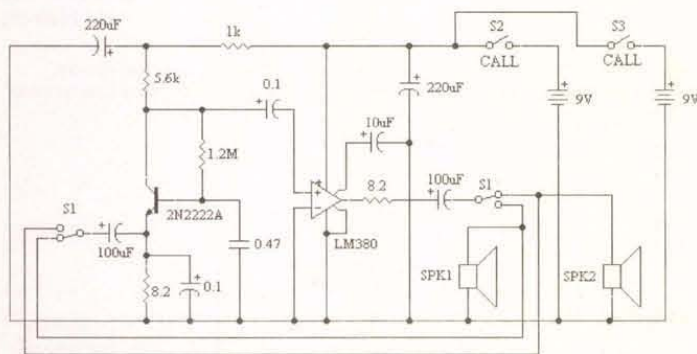 220uF
+
1k
S2
CALL
S3
CALL
+
9V
+
9V
5.6k
0.1
+
+
220uF
10uF
+
1.2M
+
+
-
8.2
100uF
+
S1
2N2222A
LM380
S1
+
100uF
0.47
8.2
+
0.1
SPK1
SPK2